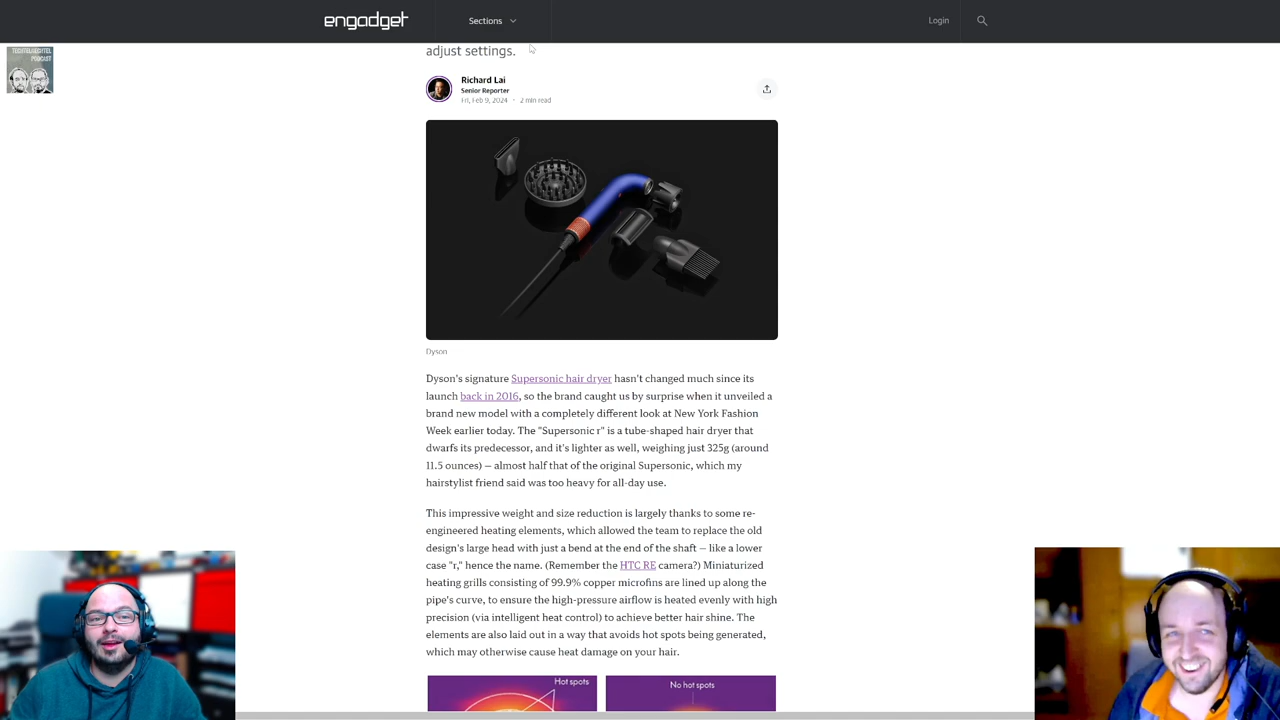 engadget
Sections
Login
TECHTELMECHTEL
PODCAST
adjust settings.
Richard Lai
Senior Reporter
Fri, Feb 9, 2024 · 2 min read
Dyson
Dyson's signature Supersonic hair dryer hasn't changed much since its
launch back in 2016, so the brand caught us by surprise when it unveiled a
brand new model with a completely different look at New York Fashion
Week earlier today. The "Supersonic r" is a tube-shaped hair dryer that
dwarfs its predecessor, and it's lighter as well, weighing just 325g (around
11.5 ounces) — almost half that of the original Supersonic, which my
hairstylist friend said was too heavy for all-day use.
This impressive weight and size reduction is largely thanks to some re-
engineered heating elements, which allowed the team to replace the old
design's large head with just a bend at the end of the shaft — like a lower
case "r," hence the name. (Remember the HTC RE camera?) Miniaturized
heating grills consisting of 99.9% copper microfins are lined up along the
pipe's curve, to ensure the high-pressure airflow is heated evenly with high
precision (via intelligent heat control) to achieve better hair shine. The
elements are also laid out in a way that avoids hot spots being generated,
which may otherwise cause heat damage on your hair.
Hot spots
No hot spots